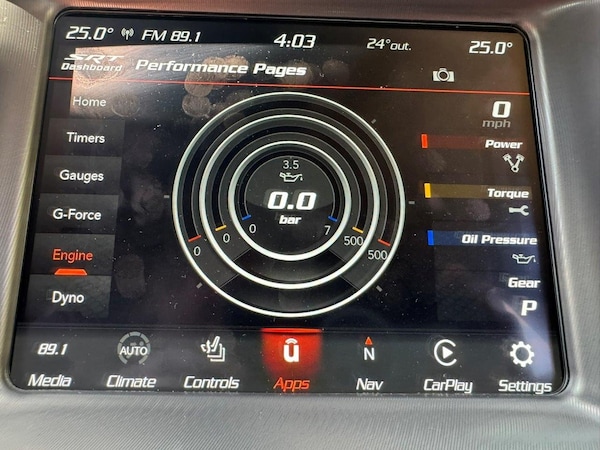 25.0° FM 89.1 4:03 24°out. 25.0°
SRT Performance Pages
Dashboard
Home
Timers
Gauges
G-Force
Engine
Dyno
3.5
0.0
bar
0 0 0 7 500 500
0
mph
Power
Torque
Oil Pressure
Gear
P
89.1 AUTO ū N
Media Climate Controls Apps Nav CarPlay Settings